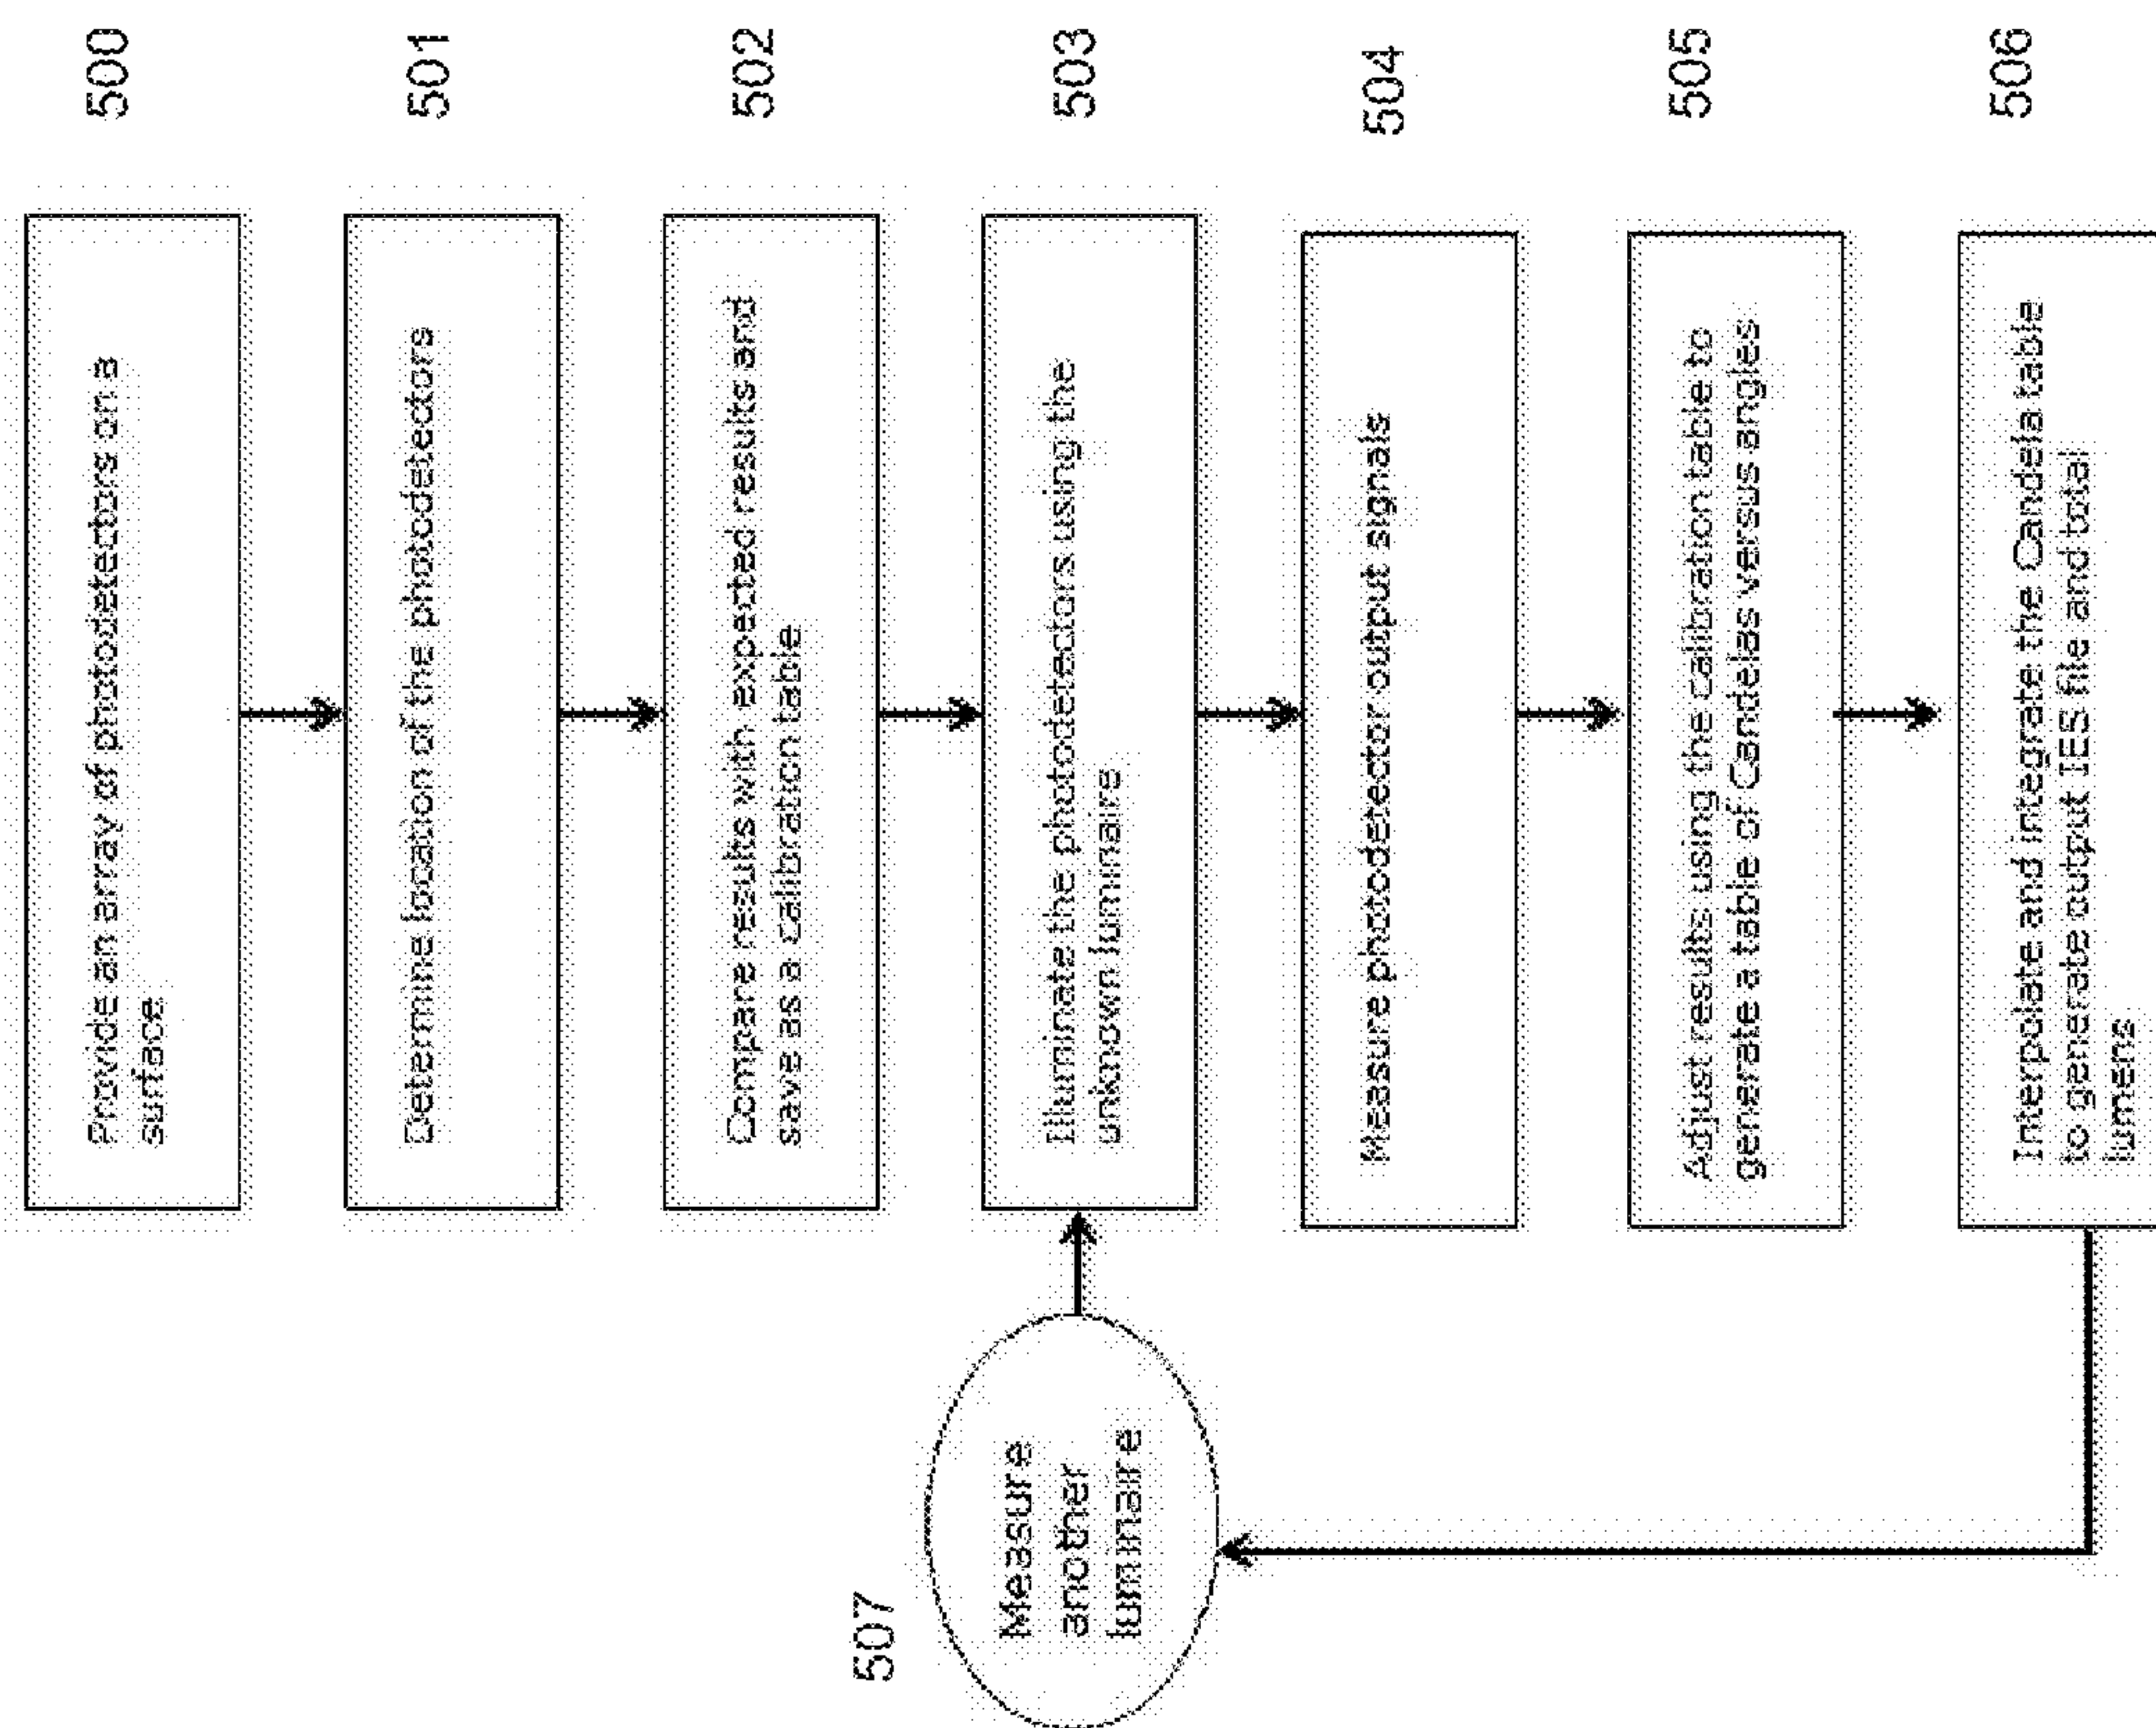 Provide an array of photodetectors on a
surface
500
Determine location of the photodetectors
501
Compare results with expected results and
save as a calibration table
502
Illuminate the photodetectors using the
unknown luminaire
503
Measure photodetector output signals
504
Adjust results using the calibration table to
generate a table of Candelas versus angles
505
Interpolate and integrate the Candela table
to generate output IES file and total
lumens
506
507
Measure
another
luminaire